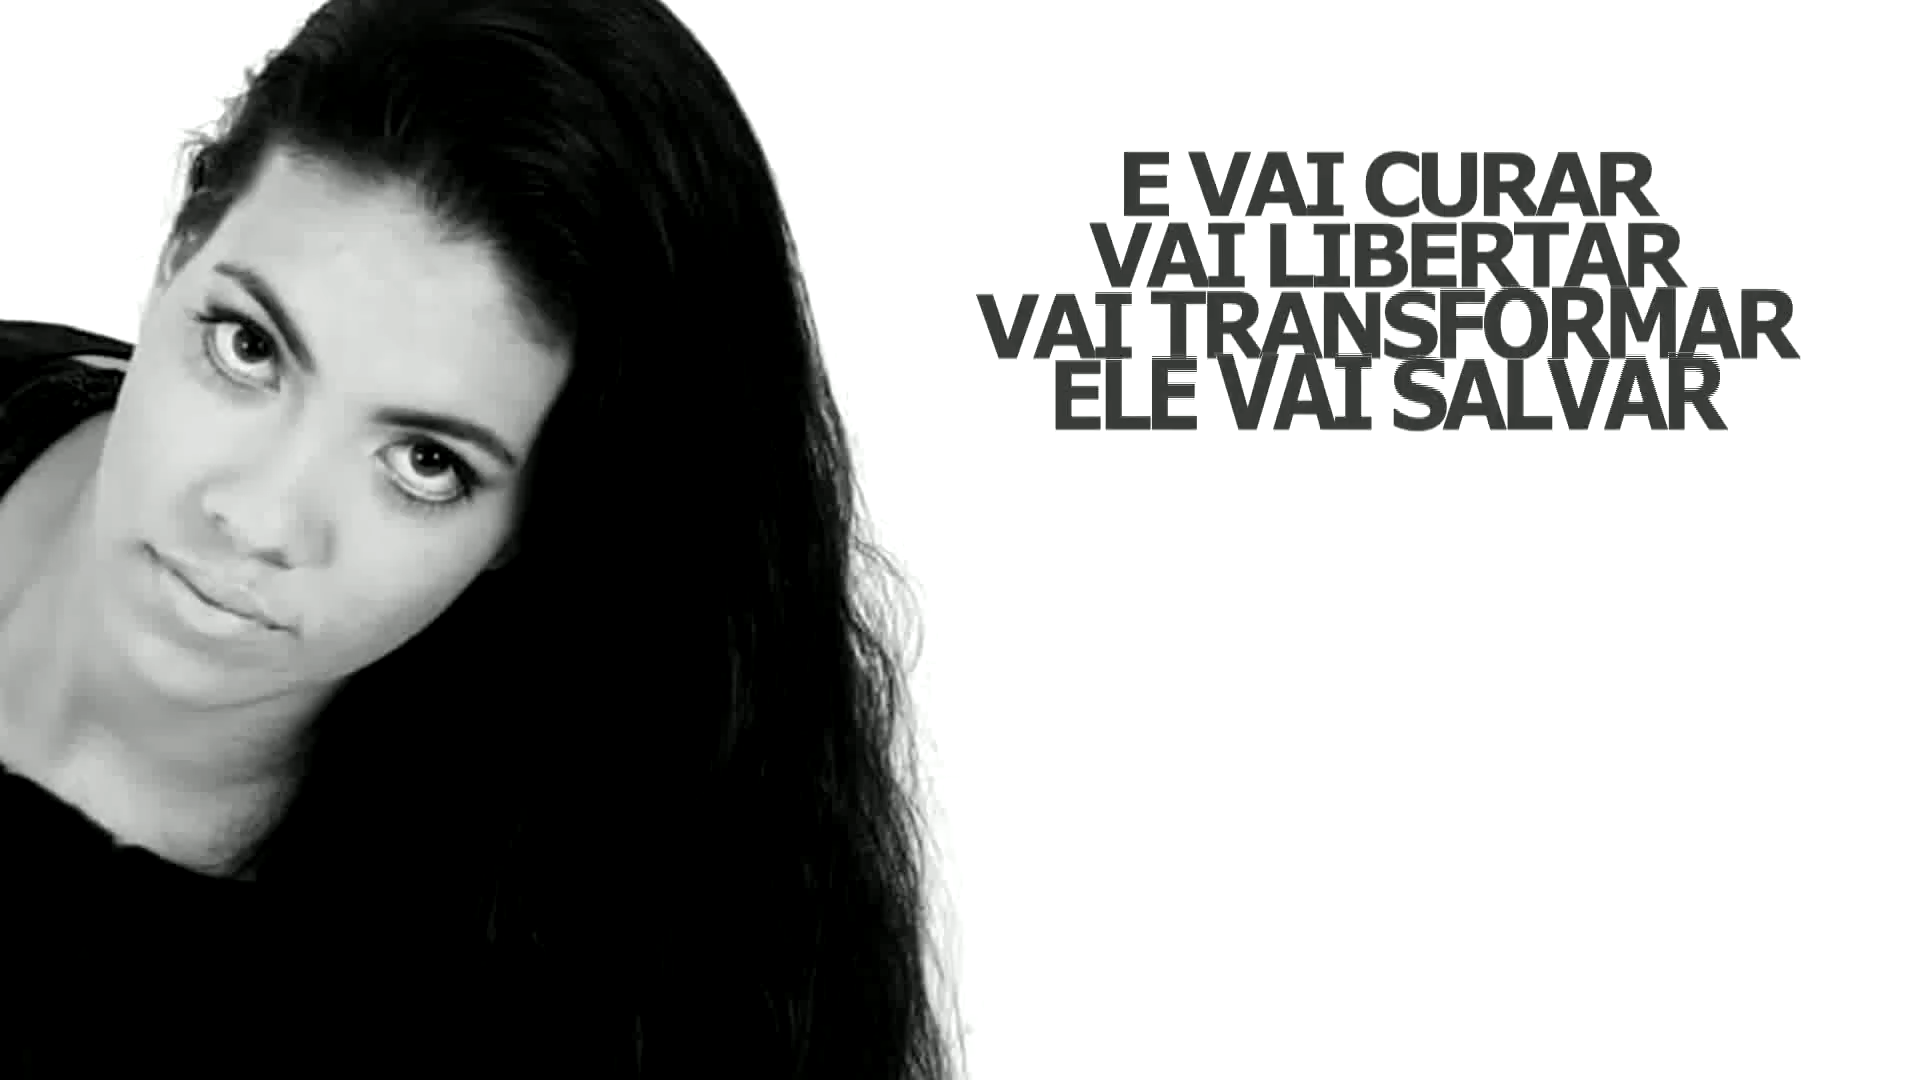 E VAI CURAR
VAI LIBERTAR
VAI TRANSFORMAR
ELE VAI SALVAR